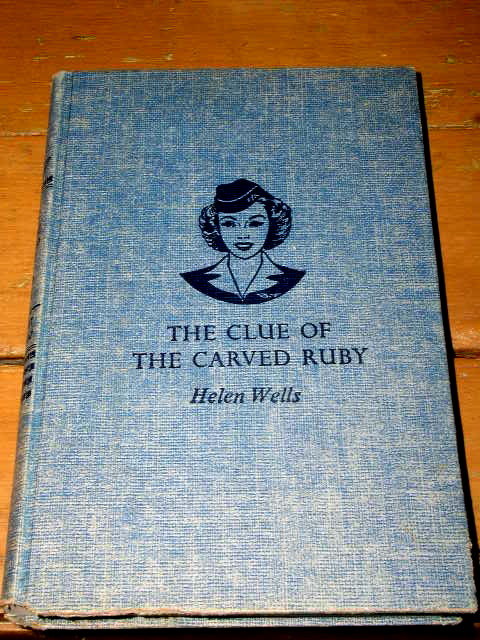 THE CLUE OF
THE CARVED RUBY
Helen Wells